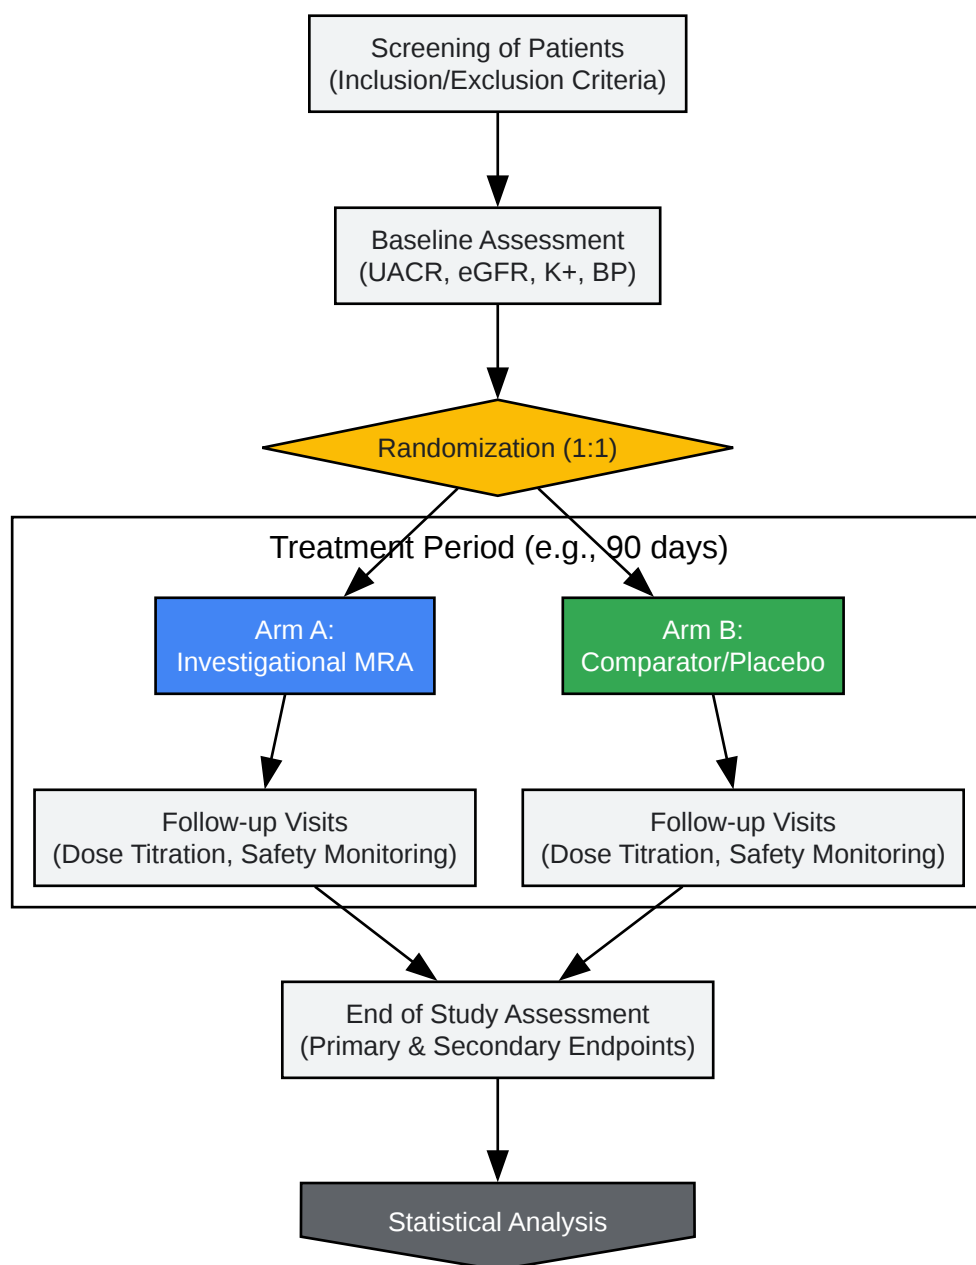 Screening of Patients
(Inclusion/Exclusion Criteria)
Baseline Assessment
(UACR, eGFR, K+, BP)
Randomization (1:1)
Treatment Period (e.g., 90 days)
Arm A:
Investigational MRA
Arm B:
Comparator/Placebo
Follow-up Visits
(Dose Titration, Safety Monitoring)
Follow-up Visits
(Dose Titration, Safety Monitoring)
End of Study Assessment
(Primary & Secondary Endpoints)
Statistical Analysis